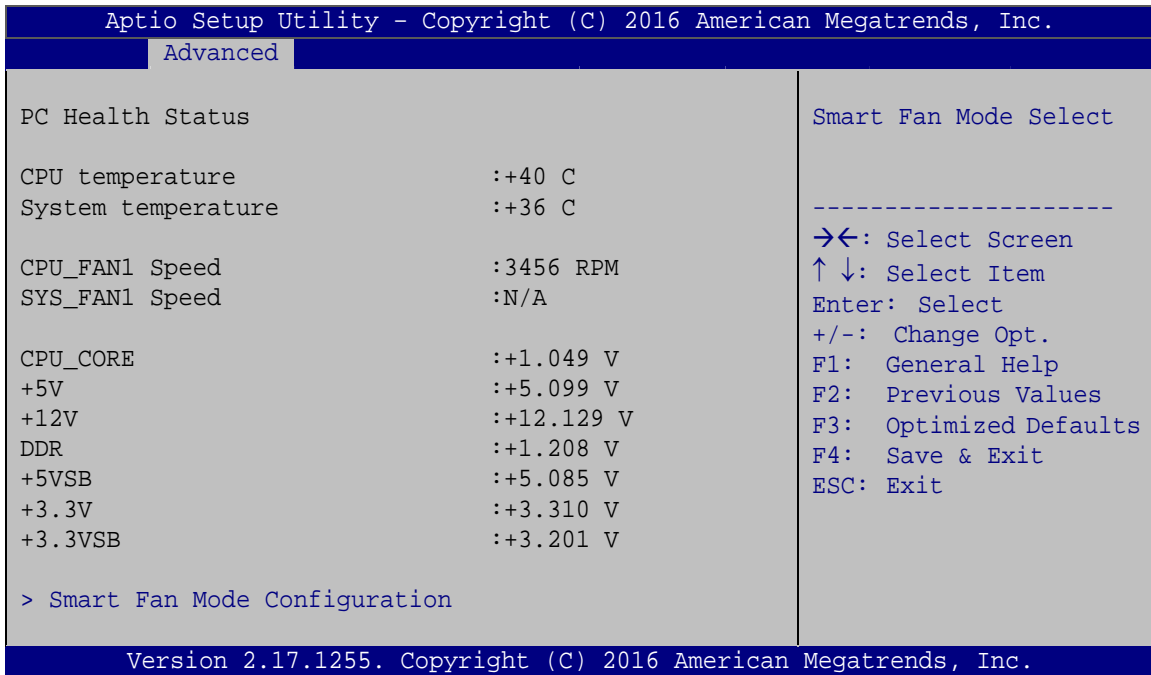 Aptio Setup Utility – Copyright (C) 2016 American Megatrends, Inc.
Advanced
PC Health Status
CPU temperature :+40 C
System temperature :+36 C
CPU_FAN1 Speed :3456 RPM
SYS_FAN1 Speed :N/A
CPU_CORE :+1.049 V
+5V :+5.099 V
+12V :+12.129 V
DDR :+1.208 V
+5VSB :+5.085 V
+3.3V :+3.310 V
+3.3VSB :+3.201 V
> Smart Fan Mode Configuration
Smart Fan Mode Select
---------------------
→←: Select Screen
↑ ↓: Select Item
Enter: Select
+/-: Change Opt.
F1: General Help
F2: Previous Values
F3: Optimized Defaults
F4: Save & Exit
ESC: Exit
Version 2.17.1255. Copyright (C) 2016 American Megatrends, Inc.